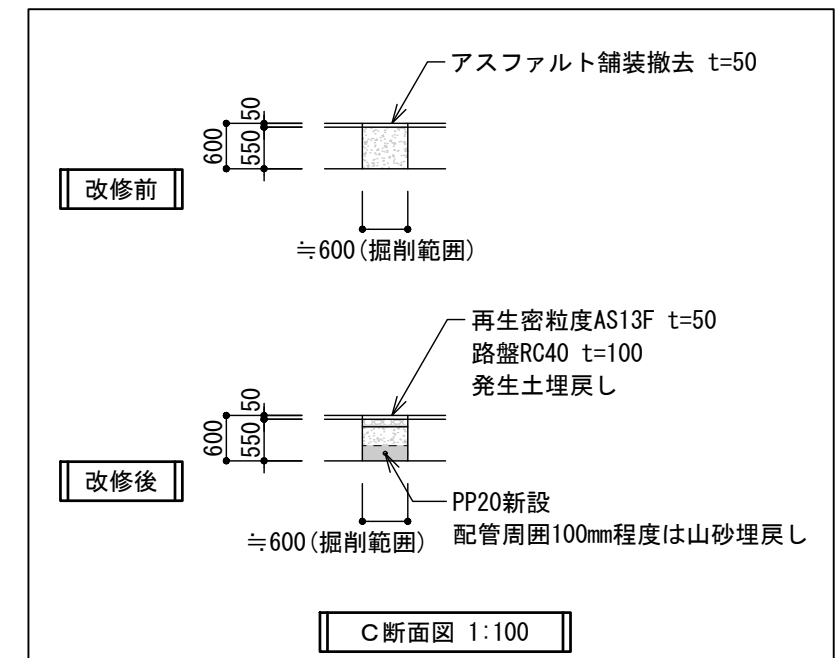 アスファルト舗装撤去 t=50
50
600
550
改修前
≒600(掘削範囲)
再生密粒度AS13F t=50
路盤RC40 t=100
発生土埋戻し
50
600
550
改修後
PP20新設
配管周囲100㎜程度は山砂埋戻し
≒600(掘削範囲)
C断面図 1:100